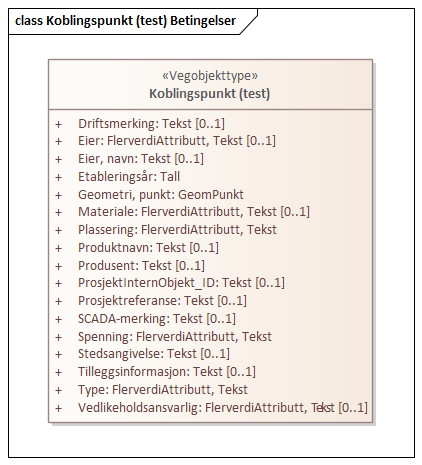 class Koblingspunkt (test) Betingelser
«Vegobjekttype»
Koblingspunkt (test)
+ Driftsmerking: Tekst [0..1]
+ Eier: FlerverdiAttributt, Tekst [0..1]
+ Eier, navn: Tekst [0..1]
+ Etableringsår: Tall
+ Geometri, punkt: GeomPunkt
+ Materiale: FlerverdiAttributt, Tekst [0..1]
+ Plassering: FlerverdiAttributt, Tekst
+ Produktnavn: Tekst [0..1]
+ Produsent: Tekst [0..1]
+ ProsjektInternObjekt_ID: Tekst [0..1]
+ Prosjektreferanse: Tekst [0..1]
+ SCADA-merking: Tekst [0..1]
+ Spenning: FlerverdiAttributt, Tekst
+ Stedsangivelse: Tekst [0..1]
+ Tilleggsinformasjon: Tekst [0..1]
+ Type: FlerverdiAttributt, Tekst
+ Vedlikeholdsansvarlig: FlerverdiAttributt, Tekst [0..1]